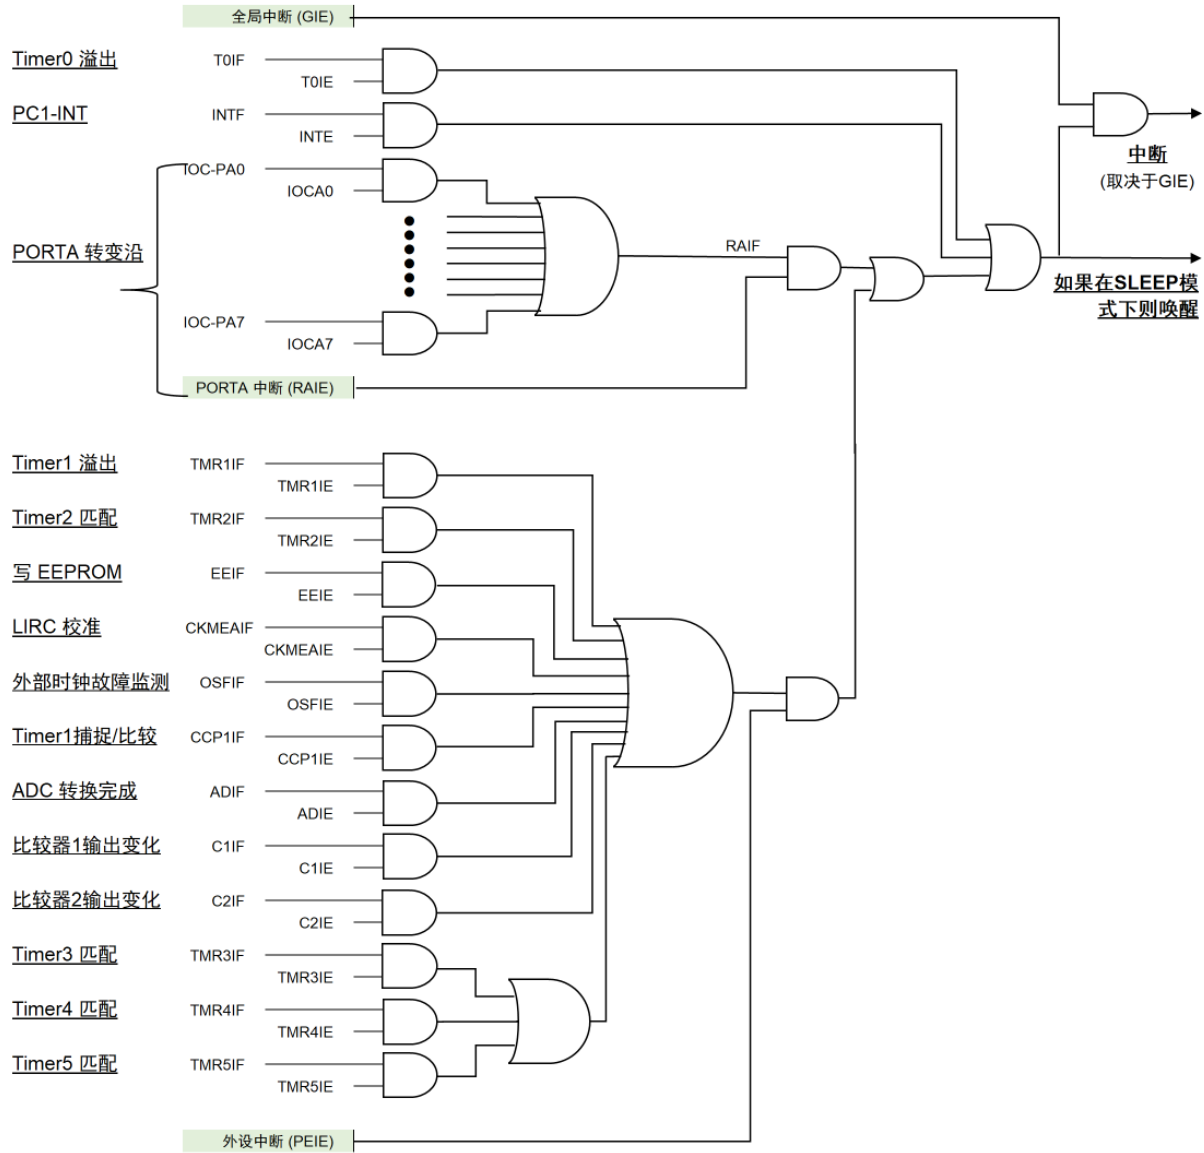 全局中断 (GIE)
Timer0 溢出
T0IF
T0IE
PC1-INT
INTF
INTE
中断
(取决于GIE)
IOC-PA0
IOCA0
PORTA 转变沿
RAIF
如果在SLEEP模
式下则唤醒
IOC-PA7
IOCA7
PORTA 中断 (RAIE)
Timer1 溢出
TMR1IF
TMR1IE
Timer2 匹配
TMR2IF
TMR2IE
写 EEPROM
EEIF
EEIE
LIRC 校准
CKMEAIF
CKMEAIE
外部时钟故障监测
OSFIF
OSFIE
Timer1捕捉/比较
CCP1IF
CCP1IE
ADC 转换完成
ADIF
ADIE
比较器1输出变化
C1IF
C1IE
比较器2输出变化
C2IF
C2IE
Timer3 匹配
TMR3IF
TMR3IE
Timer4 匹配
TMR4IF
TMR4IE
Timer5 匹配
TMR5IF
TMR5IE
外设中断 (PEIE)